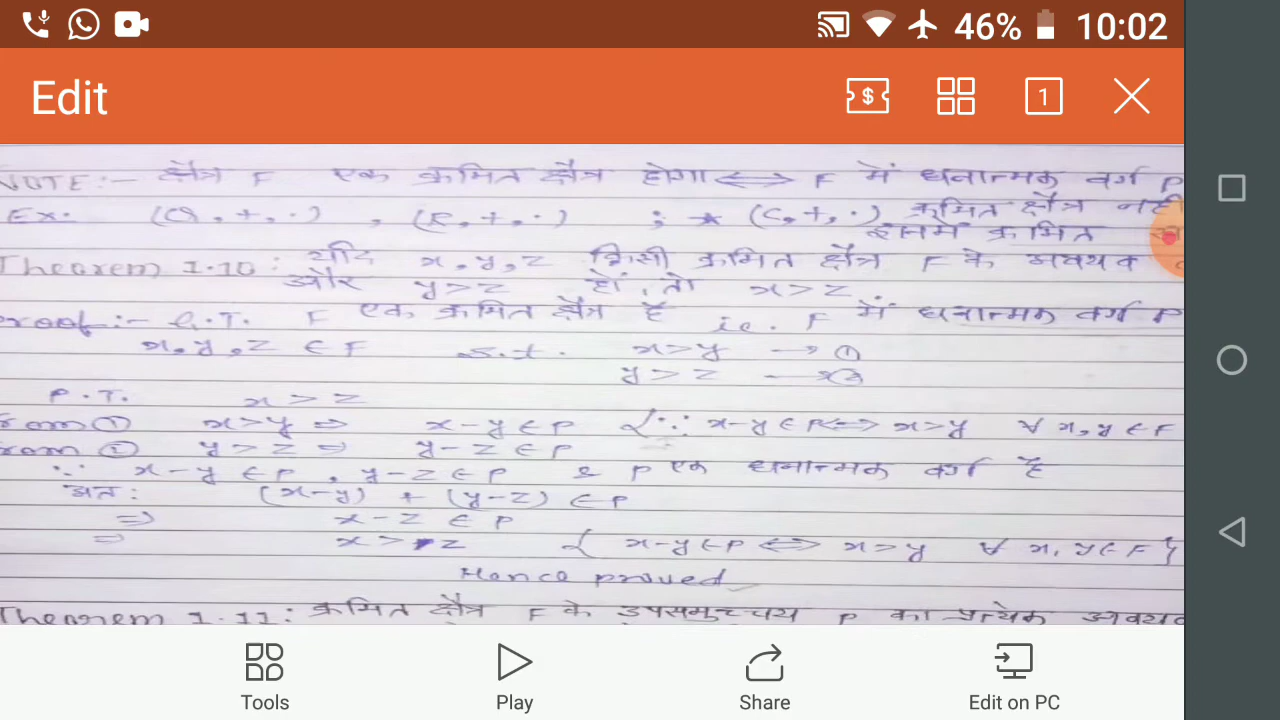 46% 10:02
Edit
$ 1
NOTE:- क्षेत्र F एक क्रमित क्षेत्र होगा ⟺ F में धनात्मक वर्ग P
Ex. (Q, +, ·) , (R, +, ·) ; * (C, +, ·) क्रमित क्षेत्र नही
इसमें क्रमित
Theorem 1.10: यदि x, y, z किसी क्रमित क्षेत्र F के अवयव
और y > z हों, तो x > z
Proof:- G.T. F एक क्रमित क्षेत्र है i.e. F में धनात्मक वर्ग P
x, y, z ∈ F s.t. x > y → ①
y > z → ②
P.T. x > z
from ① x > y ⇒ x - y ∈ P {∵ x - y ∈ P ⟺ x > y ∀ x, y ∈ F
from ② y > z ⇒ y - z ∈ P
∵ x - y ∈ P , y - z ∈ P & P एक धनात्मक वर्ग है
अत: (x - y) + (y - z) ∈ P
⇒ x - z ∈ P
⇒ x > z { x - y ∈ P ⟺ x > y ∀ x, y ∈ F }
Hence proved
Theorem 1.11: क्रमित क्षेत्र F के उपसमुच्चय P का प्रत्येक अवयव
Tools Play Share Edit on PC